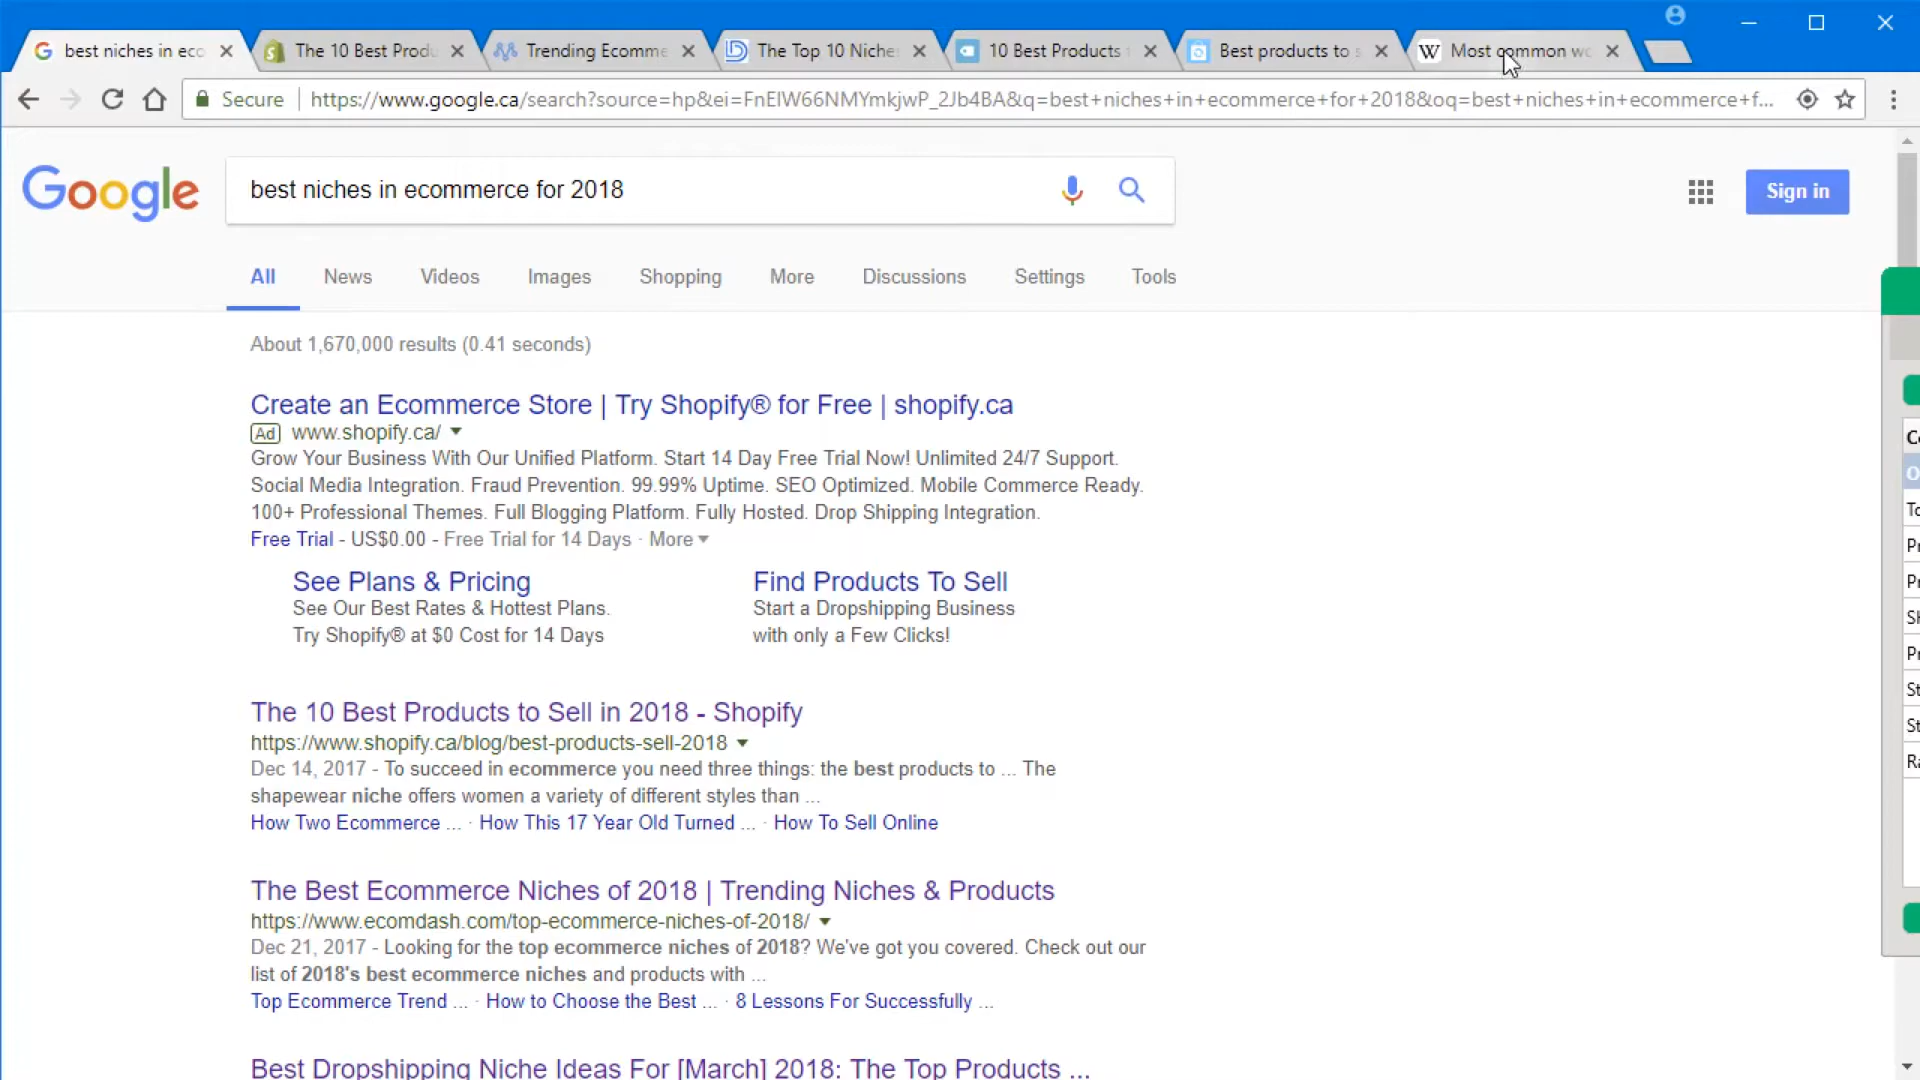 best niches in eco
The 10 Best Produ
Trending Ecomme
The Top 10 Niche
10 Best Products
Best products to s
Most common wo
Secure
https://www.google.ca/search?source=hp&ei=FnEIW66NMYmkjwP_2Jb4BA&q=best+niches+in+ecommerce+for+2018&oq=best+niches+in+ecommerce+f...
Google
best niches in ecommerce for 2018
Sign in
All News Videos Images Shopping More Discussions Settings Tools
About 1,670,000 results (0.41 seconds)
Create an Ecommerce Store | Try Shopify® for Free | shopify.ca
Ad www.shopify.ca/
Grow Your Business With Our Unified Platform. Start 14 Day Free Trial Now! Unlimited 24/7 Support.
Social Media Integration. Fraud Prevention. 99.99% Uptime. SEO Optimized. Mobile Commerce Ready.
100+ Professional Themes. Full Blogging Platform. Fully Hosted. Drop Shipping Integration.
Free Trial - US$0.00 - Free Trial for 14 Days · More
See Plans & Pricing
See Our Best Rates & Hottest Plans.
Try Shopify® at $0 Cost for 14 Days
Find Products To Sell
Start a Dropshipping Business
with only a Few Clicks!
The 10 Best Products to Sell in 2018 - Shopify
https://www.shopify.ca/blog/best-products-sell-2018
Dec 14, 2017 - To succeed in ecommerce you need three things: the best products to ... The
shapewear niche offers women a variety of different styles than ...
How Two Ecommerce ... · How This 17 Year Old Turned ... · How To Sell Online
The Best Ecommerce Niches of 2018 | Trending Niches & Products
https://www.ecomdash.com/top-ecommerce-niches-of-2018/
Dec 21, 2017 - Looking for the top ecommerce niches of 2018? We've got you covered. Check out our
list of 2018's best ecommerce niches and products with ...
Top Ecommerce Trend ... · How to Choose the Best ... · 8 Lessons For Successfully ...
Best Dropshipping Niche Ideas For [March] 2018: The Top Products ...